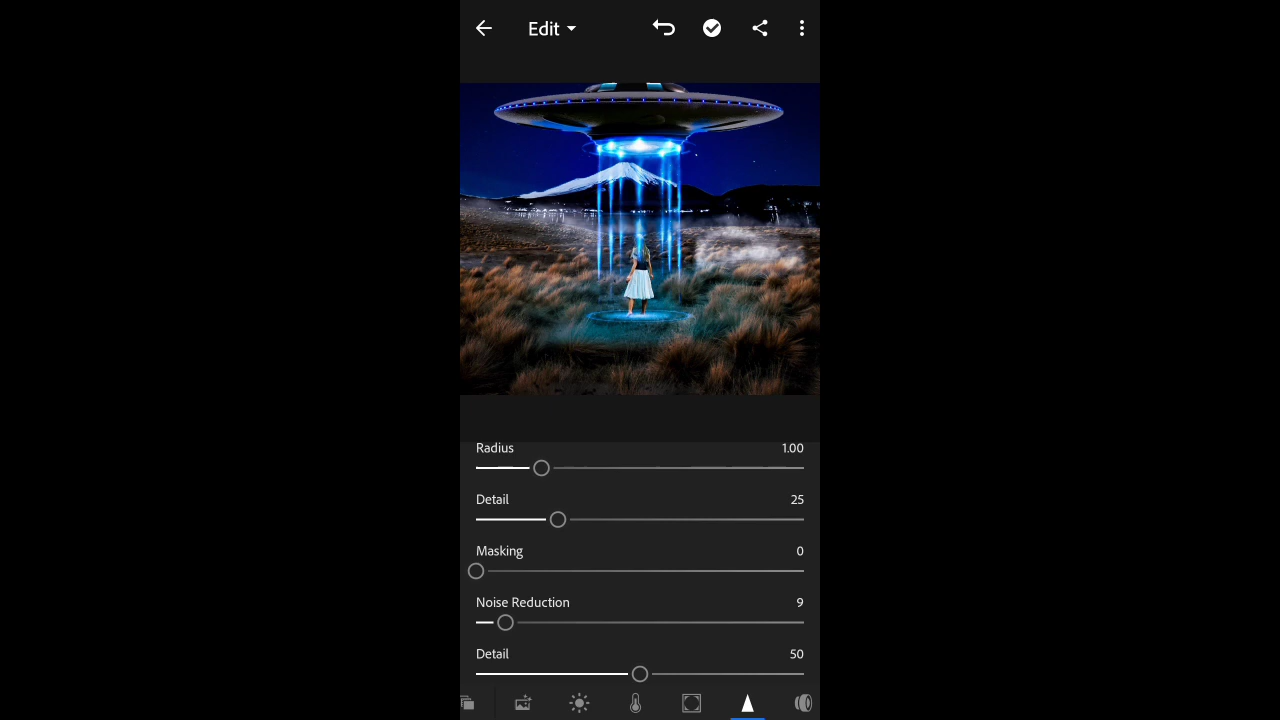 Edit
Radius 1.00
Detail 25
Masking 0
Noise Reduction 9
Detail 50